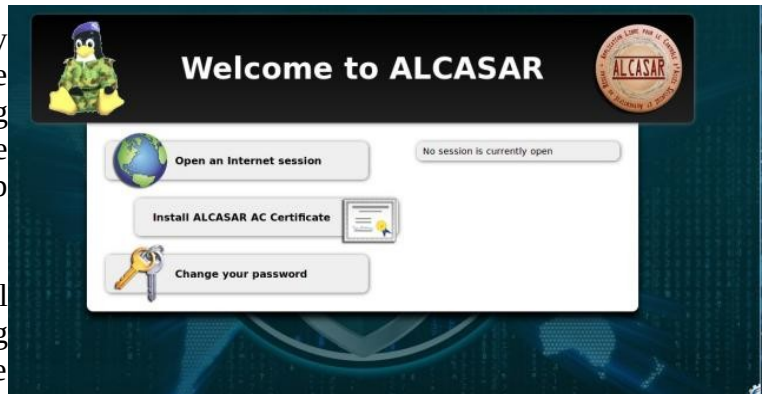 Welcome to ALCASAR
ALCASAR
Open an Internet session
No session is currently open
Install ALCASAR AC Certificate
Change your password